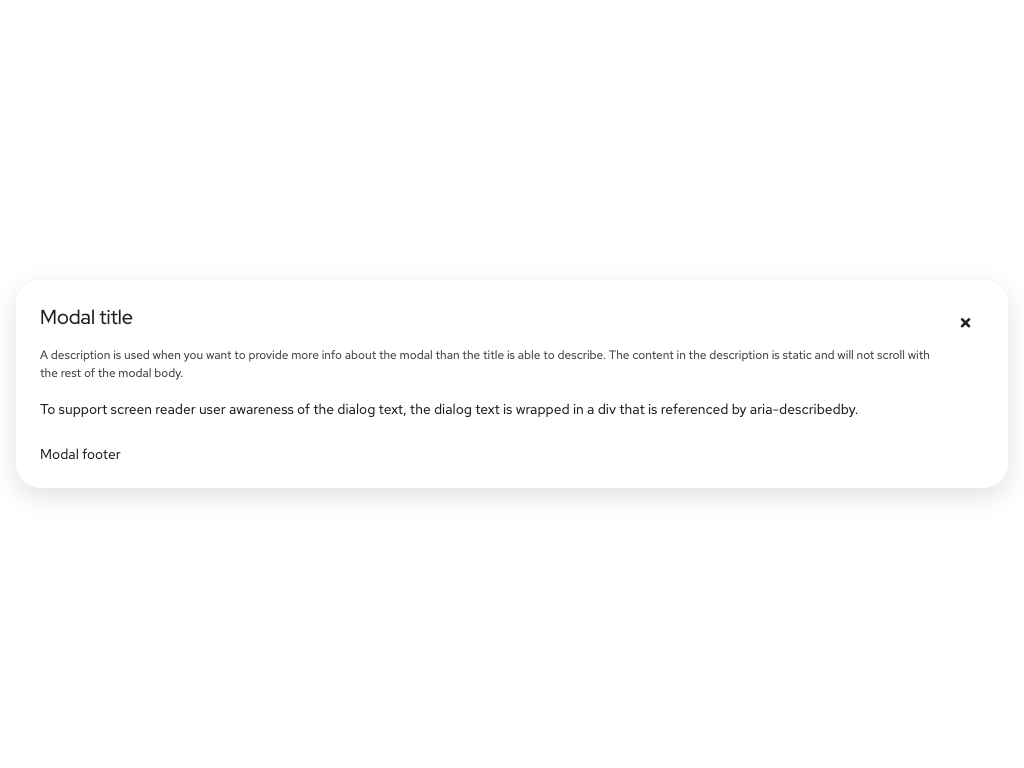 Modal title
A description is used when you want to provide more info about the modal than the title is able to describe. The content in the description is static and will not scroll with
the rest of the modal body.
To support screen reader user awareness of the dialog text, the dialog text is wrapped in a div that is referenced by aria-describedby.
Modal footer